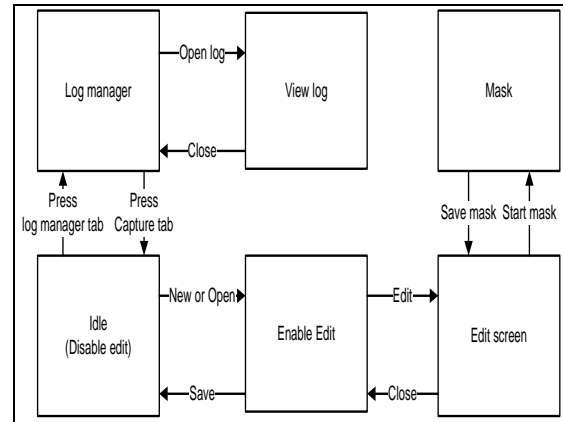 Log manager
Open log
View log
Mask
Close
Press
log manager tab
Press
Capture tab
Save mask
Start mask
Idle
(Disable edit)
New or Open
Enable Edit
Edit
Edit screen
Save
Close